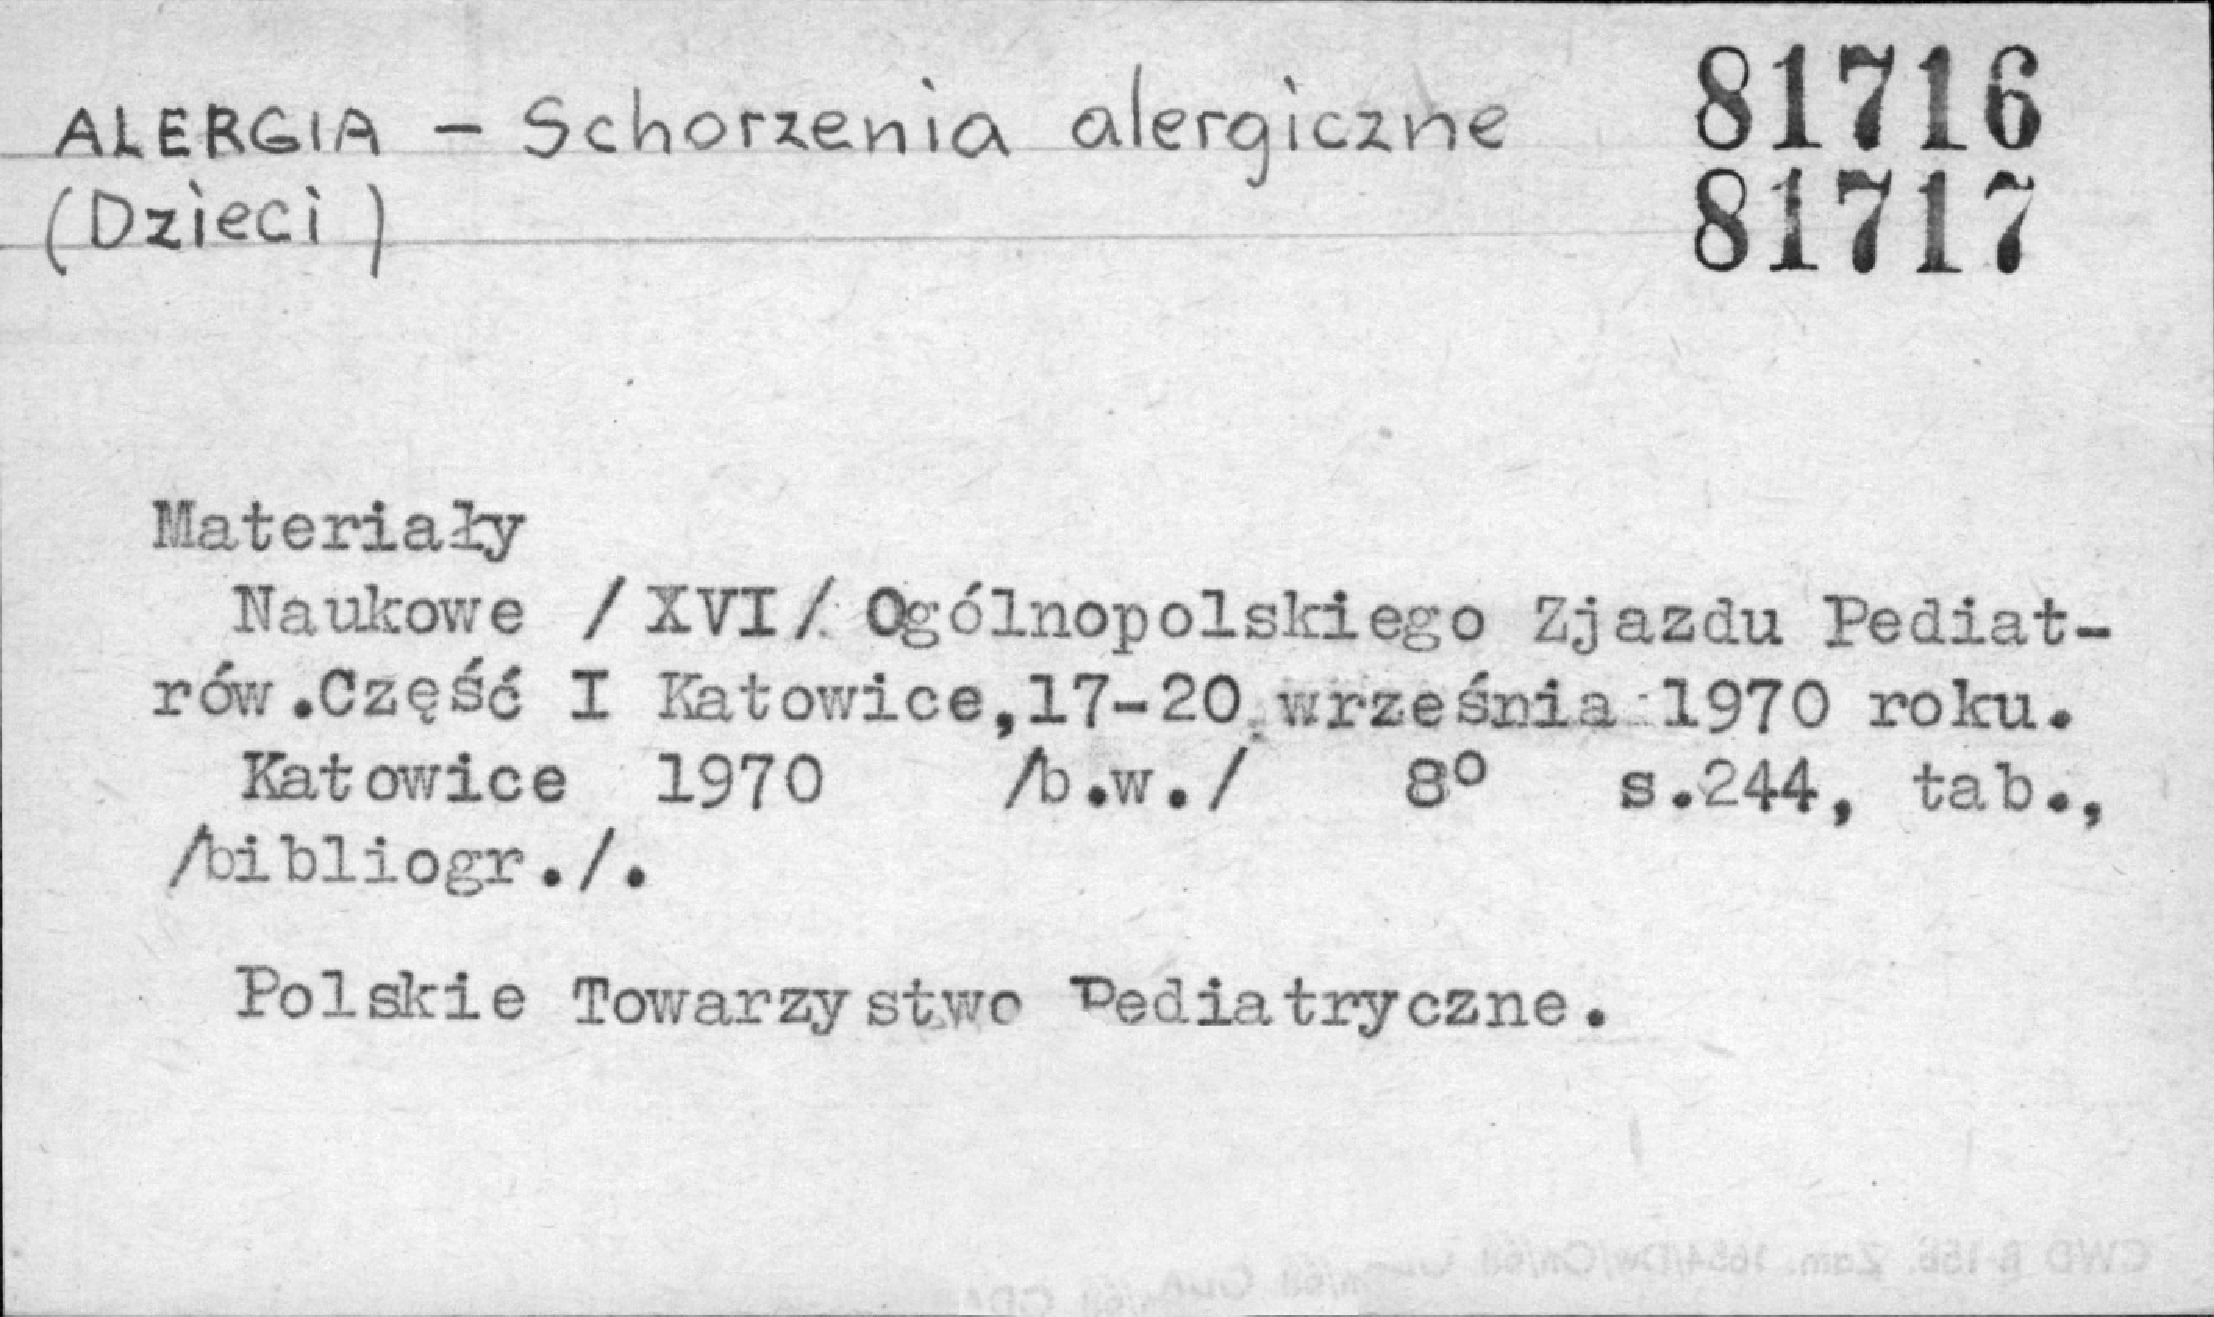 ALERGIA - Schorzenia alergiczne 81716
(Dzieci) 81717
Materiały
Naukowe /XVI/ Ogólnopolskiego Zjazdu Pediat-
rów.Część I Katowice,17-20 września 1970 roku.
Katowice 1970 /b.w./ 8° s.244, tab.,
/bibliogr./.
Polskie Towarzystwo Pediatryczne.